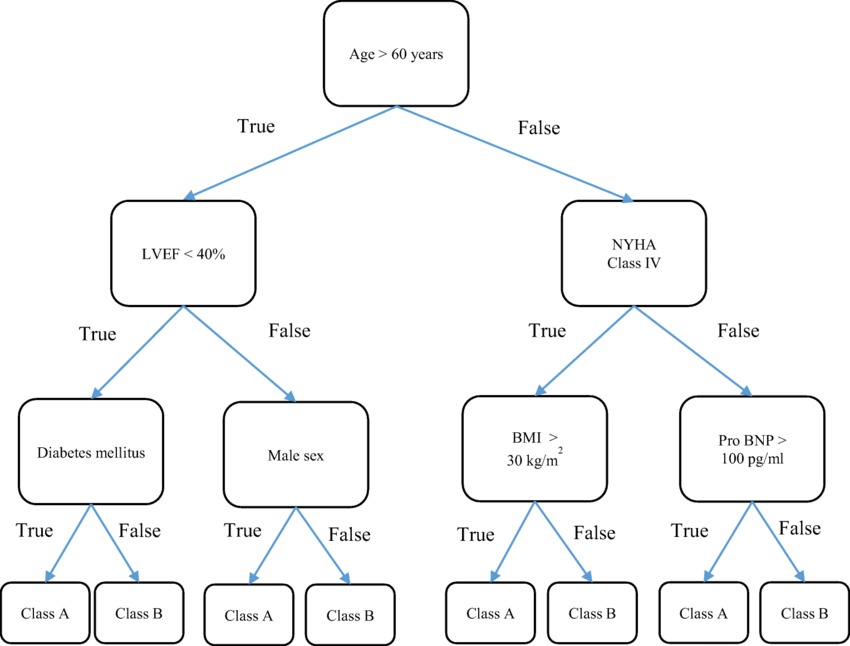 Age > 60 years
True
False
LVEF < 40%
NYHA
Class IV
True
False
True
False
Diabetes mellitus
Male sex
BMI >
30 kg/m²
Pro BNP >
100 pg/ml
True
False
True
False
True
False
True
False
Class A
Class B
Class A
Class B
Class A
Class B
Class A
Class B